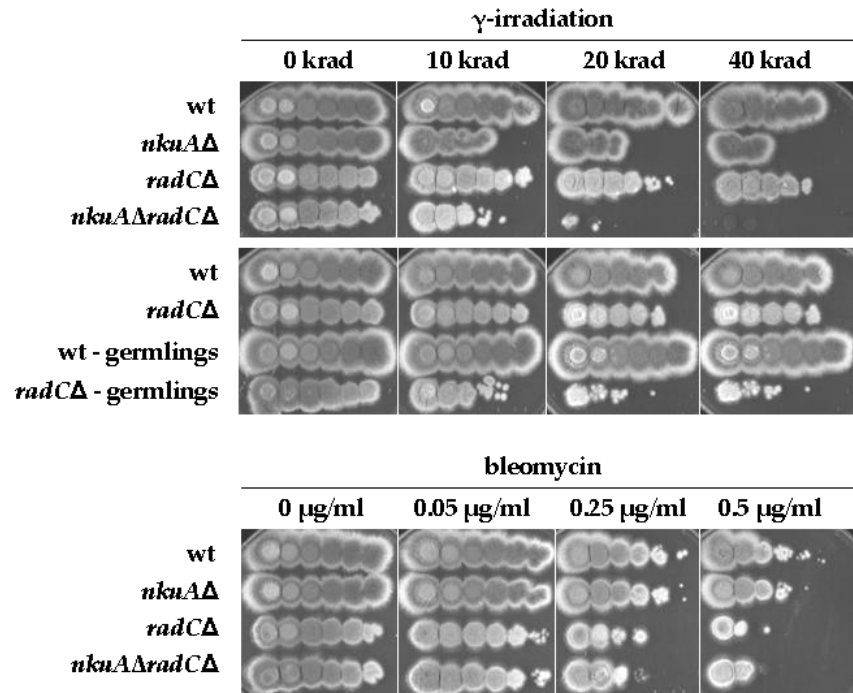 γ-irradiation
0 krad 10 krad 20 krad 40 krad
wt
nkuAΔ
radCΔ
nkuAΔradCΔ
wt
radCΔ
wt - germlings
radCΔ - germlings
bleomycin
0 μg/ml 0.05 μg/ml 0.25 μg/ml 0.5 μg/ml
wt
nkuAΔ
radCΔ
nkuAΔradCΔ